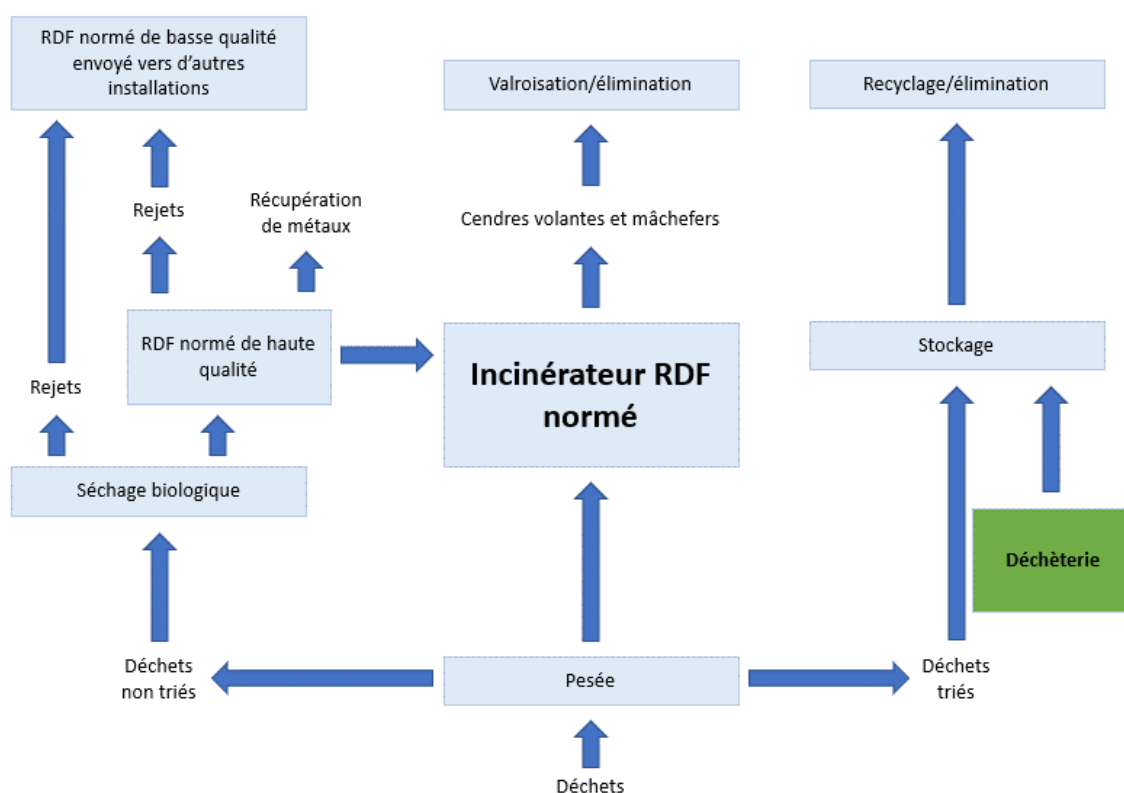 RDF normé de basse qualité
envoyé vers d’autres
installations
Valroisation/élimination
Recyclage/élimination
Rejets
Récupération
de métaux
Cendres volantes et mâchefers
RDF normé de haute
qualité
Incinérateur RDF
normé
Stockage
Rejets
Séchage biologique
Déchèterie
Déchets
non triés
Pesée
Déchets
triés
Déchets